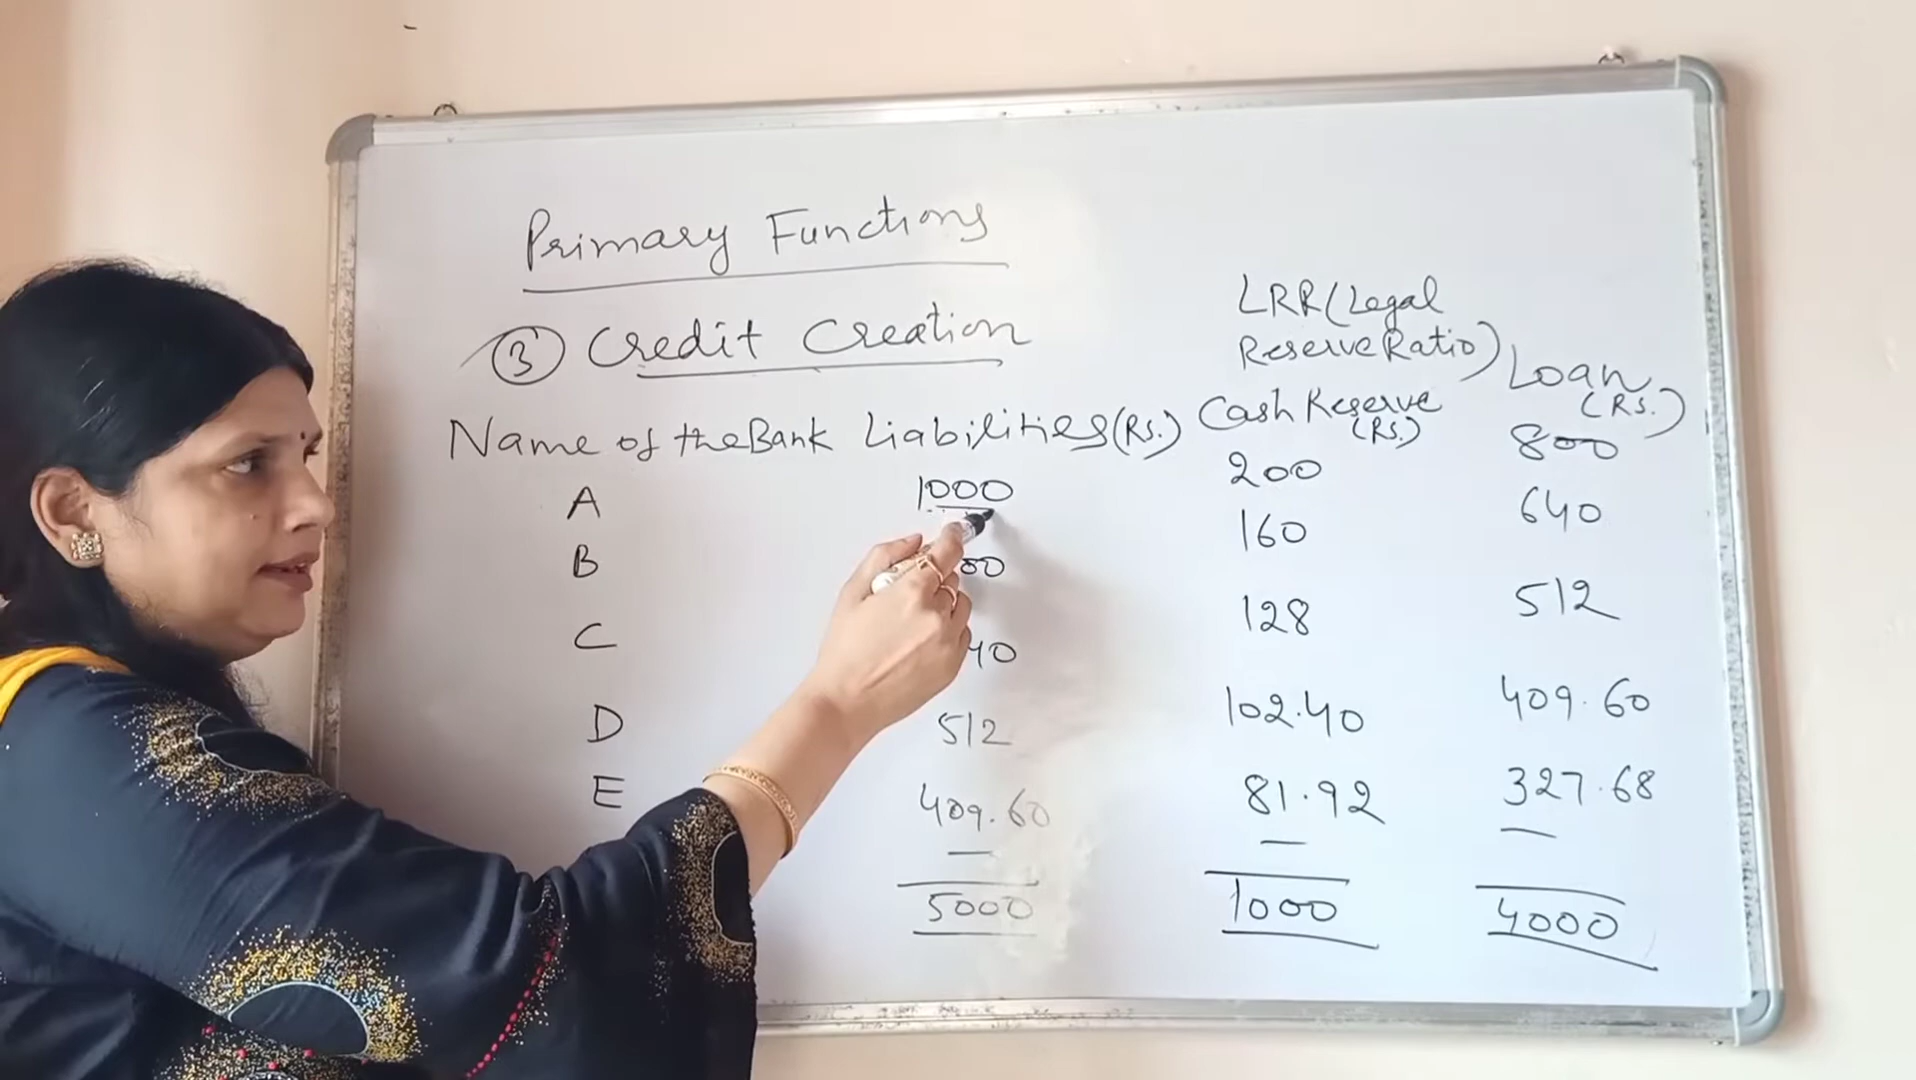 Primary Functions
③ Credit Creation
LRR (Legal
Reserve Ratio)
Name of the Bank Liabilities (Rs.) Cash Reserve (Rs.) Loan (Rs.)
A 1000 200 800
B 00 160 640
C 40 128 512
D 512 102.40 409.60
E 409.60 81.92 327.68
5000 1000 4000